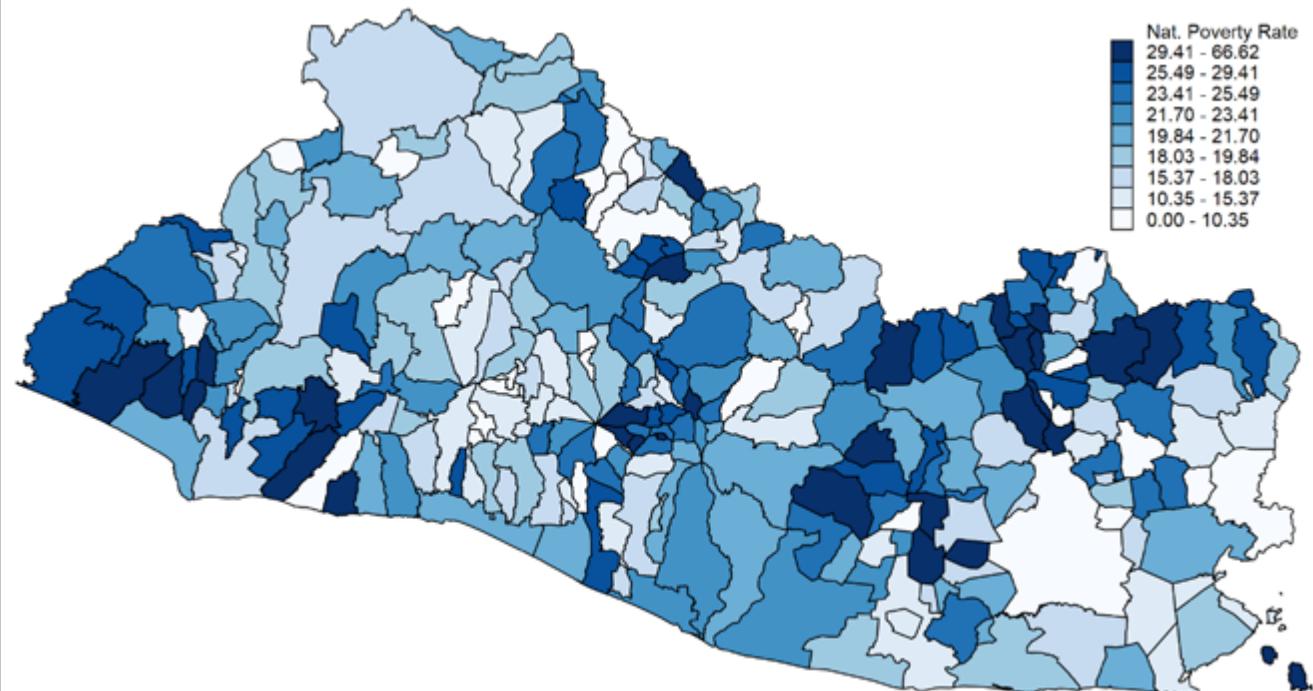 Nat. Poverty Rate
29.41 - 66.62
25.49 - 29.41
23.41 - 25.49
21.70 - 23.41
19.84 - 21.70
18.03 - 19.84
15.37 - 18.03
10.35 - 15.37
0.00 - 10.35